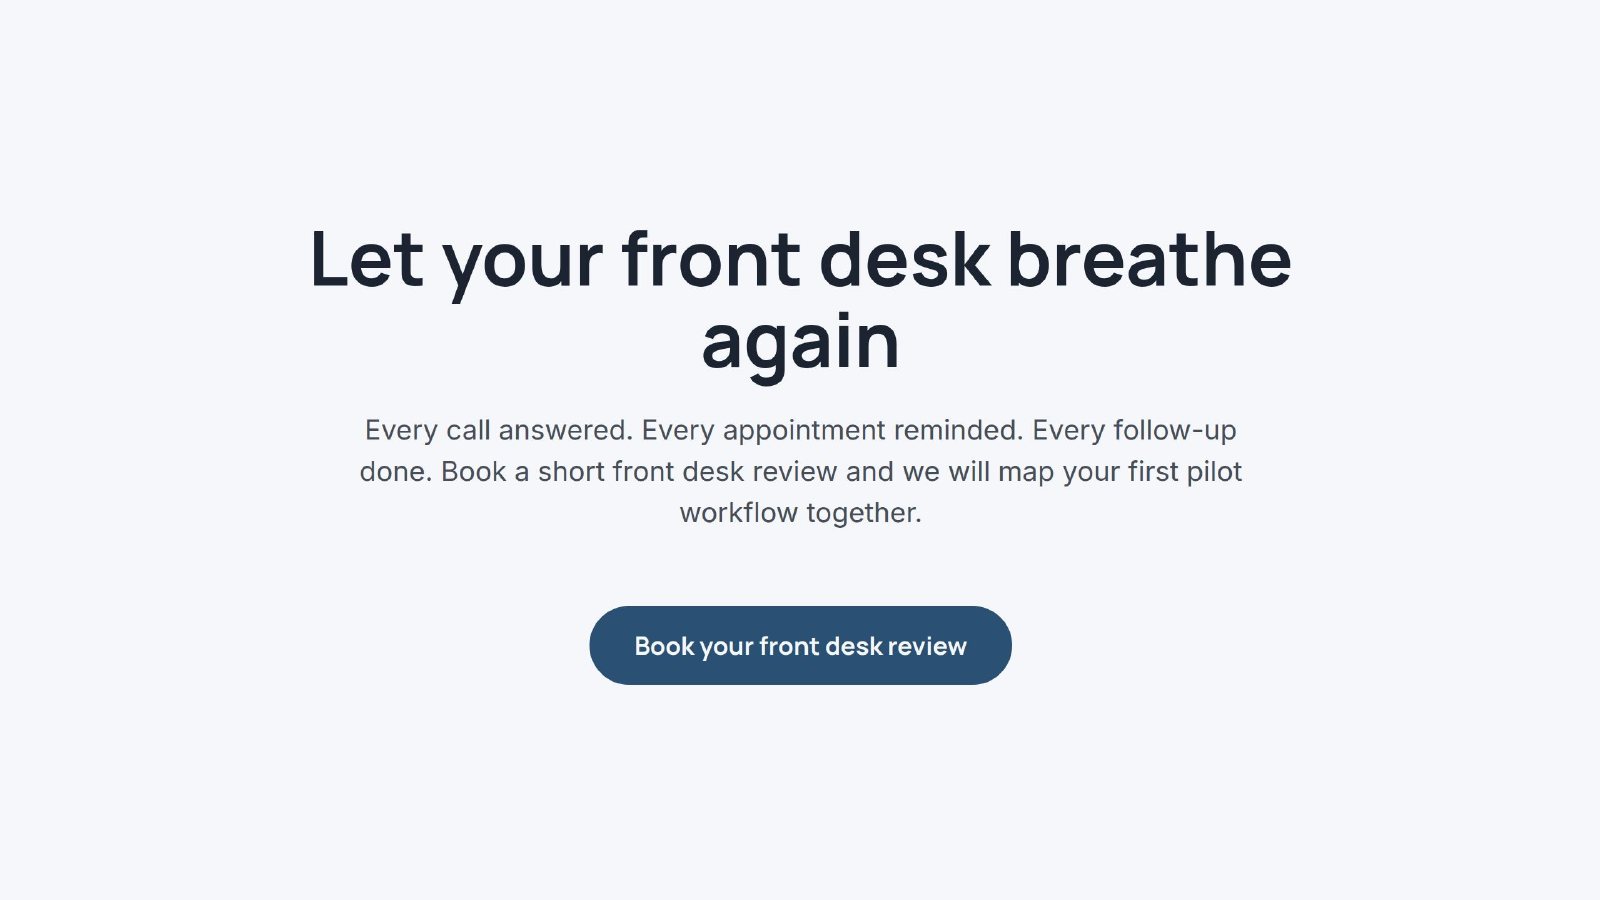 Let your front desk breathe
again
Every call answered. Every appointment reminded. Every follow-up
done. Book a short front desk review and we will map your first pilot
workflow together.
Book your front desk review